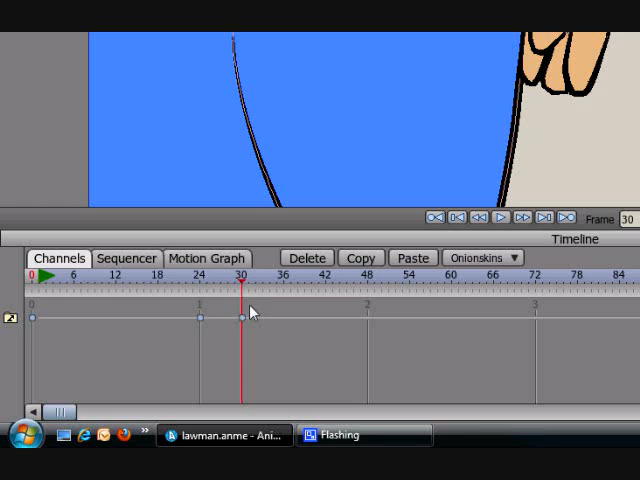 Frame 30
Timeline
Channels Sequencer Motion Graph Delete Copy Paste Onionskins
0 6 12 18 24 30 36 42 48 54 60 66 72 78 84
0 1 2 3
lawman.anme - Ani... Flashing